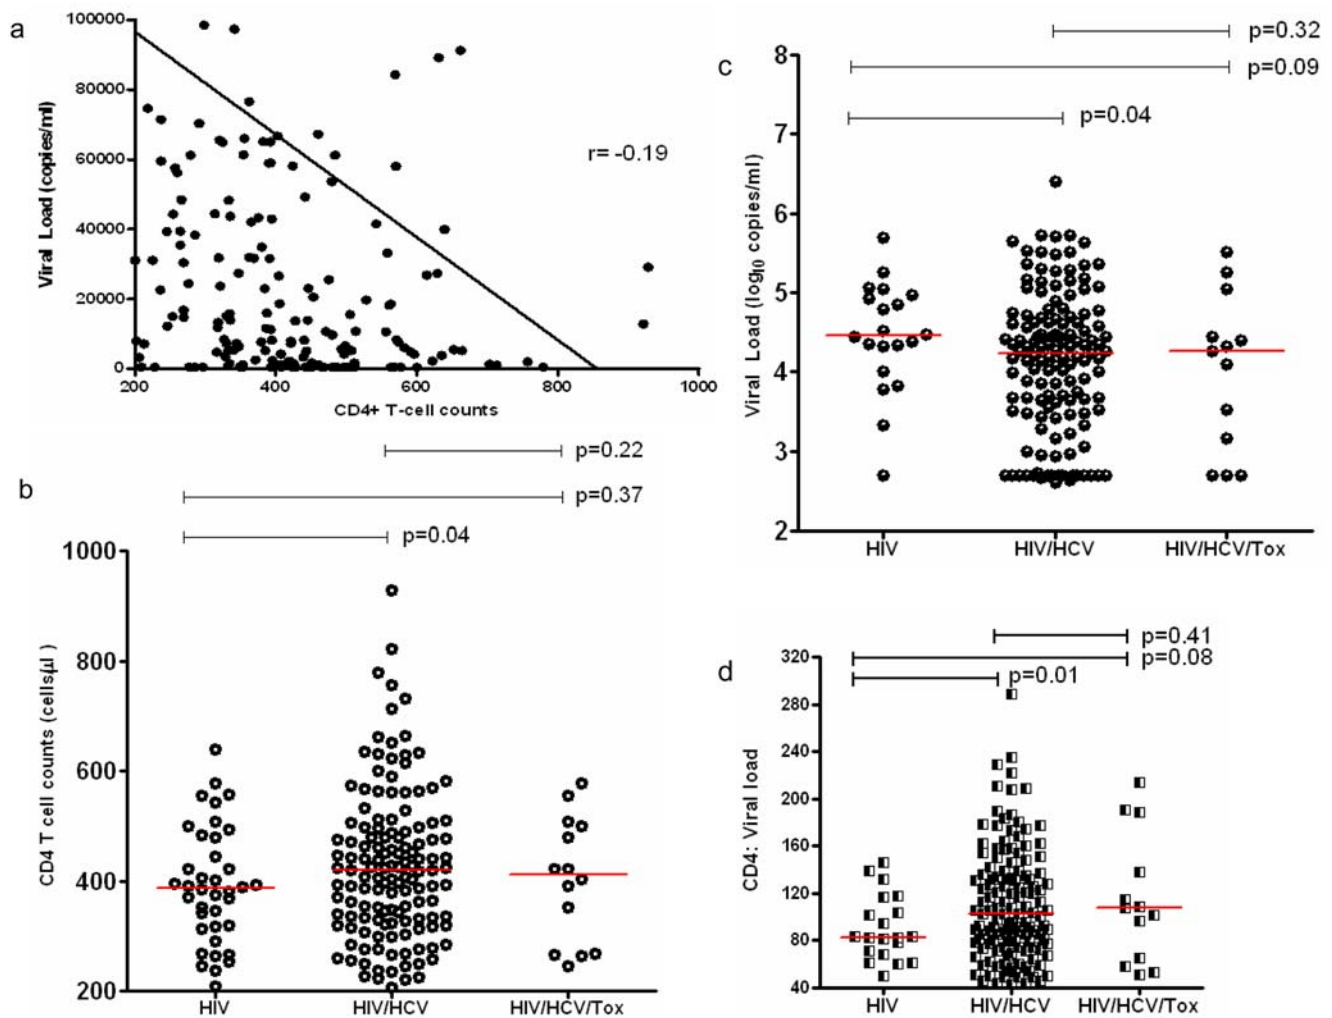 a
100000
80000
60000
40000
20000
0
Viral Load (copies/ml)
r= -0.19
200
400
600
800
1000
CD4+ T-cell counts
b
p=0.22
p=0.37
p=0.04
1000
800
600
400
200
CD4 T cell counts (cells/µl )
HIV
HIV/HCV
HIV/HCV/Tox
c
p=0.32
p=0.09
p=0.04
8
7
6
5
4
3
2
Viral Load (log10 copies/ml)
HIV
HIV/HCV
HIV/HCV/Tox
d
p=0.41
p=0.08
p=0.01
320
280
240
200
160
120
80
40
CD4: Viral load
HIV
HIV/HCV
HIV/HCV/Tox